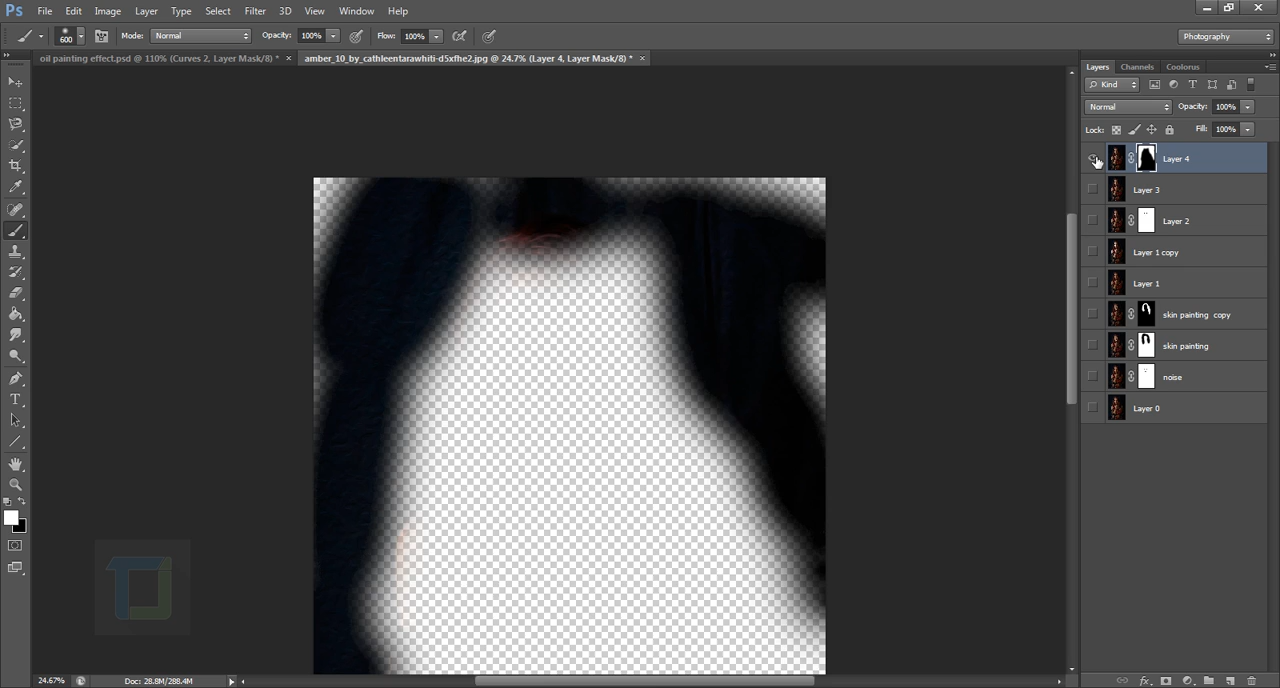 Ps File Edit Image Layer Type Select Filter 3D View Window Help
600 Mode: Normal Opacity: 100% Flow: 100% Photography
oil painting effect.psd @ 110% (Curves 2, Layer Mask/8) * × amber_10_by_cathleentarawhiti-d5xfhe2.jpg @ 24.7% (Layer 4, Layer Mask/8) * ×
Layers Channels Coolorus
Kind
Normal Opacity: 100%
Lock: Fill: 100%
Layer 4
Layer 3
Layer 2
Layer 1 copy
Layer 1
skin painting copy
skin painting
noise
Layer 0
24.67% Doc: 28.8M/288.4M